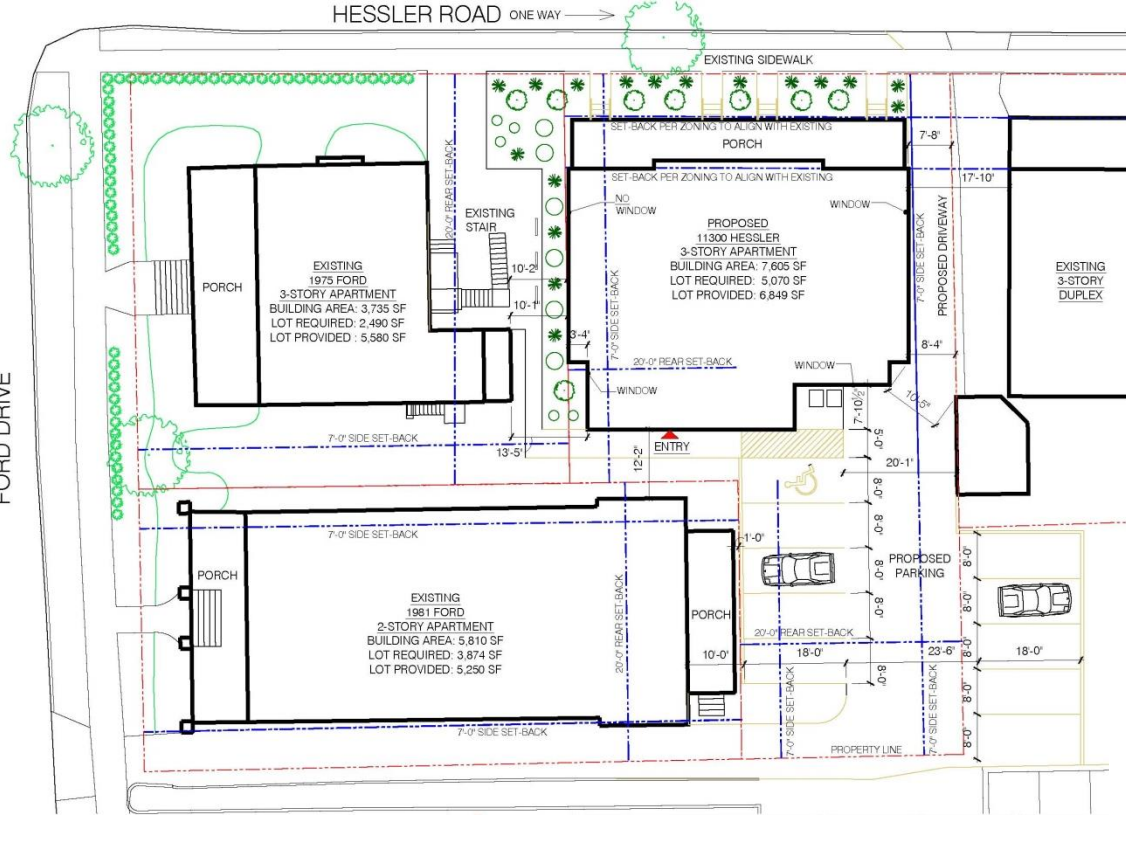 HESSLER ROAD ONE WAY
EXISTING SIDEWALK
SET-BACK PER ZONING TO ALIGN WITH EXISTING
PORCH
7'-8"
SET-BACK PER ZONING TO ALIGN WITH EXISTING
17'-10"
20'-0" REAR SET-BACK
NO
WINDOW
WINDOW
EXISTING
STAIR
PROPOSED
11300 HESSLER
3-STORY APARTMENT
BUILDING AREA: 7,605 SF
LOT REQUIRED: 5,070 SF
LOT PROVIDED: 6,849 SF
7'-0" SIDE SET-BACK
PROPOSED DRIVEWAY
EXISTING
3-STORY
DUPLEX
PORCH
EXISTING
1975 FORD
3-STORY APARTMENT
BUILDING AREA: 3,735 SF
LOT REQUIRED: 2,490 SF
LOT PROVIDED : 5,580 SF
10'-2"
10'-1"
7'-0" SIDE SET-BACK
3'-4"
8'-4"
20'-0" REAR SET-BACK
WINDOW
WINDOW
10'-5"
7'-10½"
FORD DRIVE
7'-0" SIDE SET-BACK
13'-5"
ENTRY
12'-2"
5'-0"
20'-1"
8'-0"
8'-0"
8'-0"
8'-0"
8'-0"
7'-0" SIDE SET-BACK
1'-0"
PROPOSED
PARKING
8'-0"
8'-0"
8'-0"
8'-0"
8'-0"
PORCH
EXISTING
1981 FORD
2-STORY APARTMENT
BUILDING AREA: 5,810 SF
LOT REQUIRED: 3,874 SF
LOT PROVIDED: 5,250 SF
20'-0" REAR SET-BACK
PORCH
20'-0" REAR SET-BACK
10'-0"
18'-0"
23'-6"
18'-0"
7'-0" SIDE SET-BACK
7'-0" SIDE SET-BACK
7'-0" SIDE SET-BACK
PROPERTY LINE